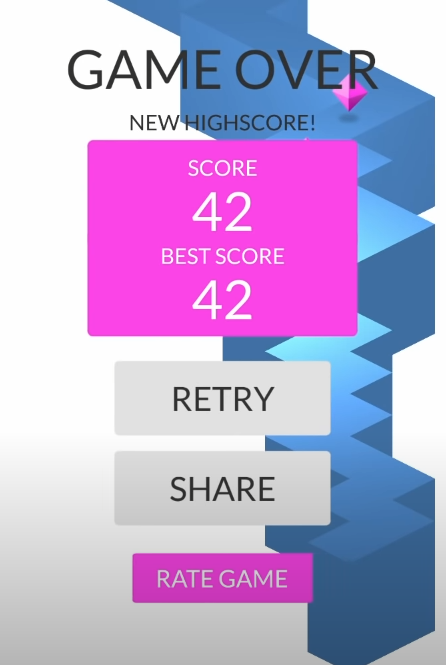 GAME OVER
NEW HIGHSCORE!
SCORE
42
BEST SCORE
42
RETRY
SHARE
RATE GAME